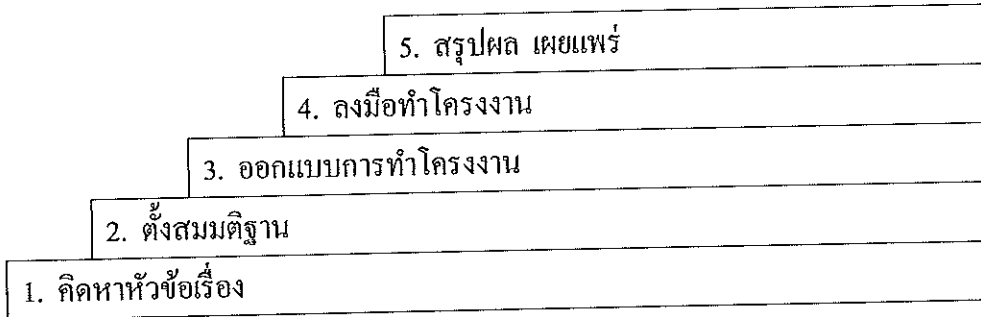 5. สรุปผล เผยแพร่
4. ลงมือทำโครงงาน
3. ออกแบบการทำโครงงาน
2. ตั้งสมมติฐาน
1. คิดหาหัวข้อเรื่อง